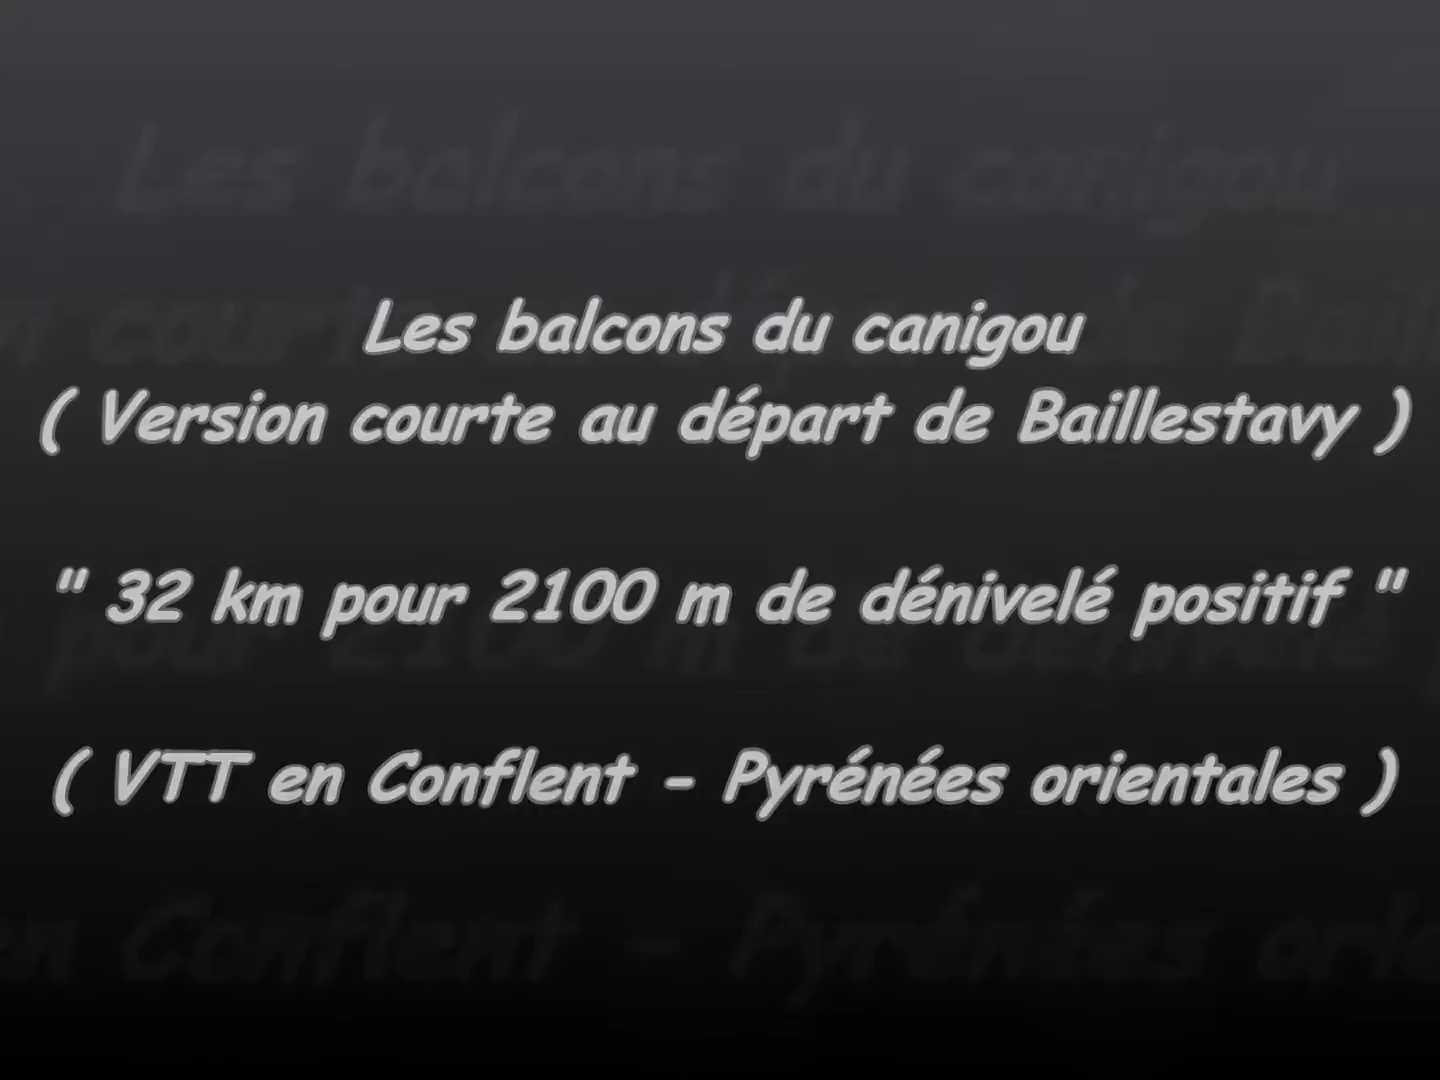 Les balcons du canigou
( Version courte au départ de Baillestavy )
" 32 km pour 2100 m de dénivelé positif "
( VTT en Conflent - Pyrénées orientales )